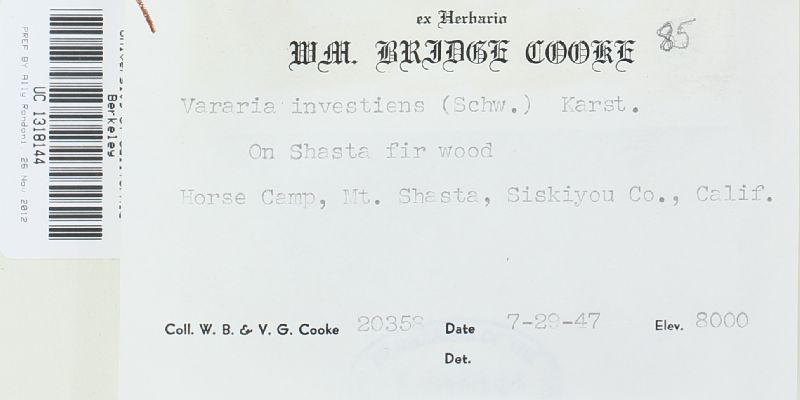 ex Herbario
WM. BRIDGE COOKE
85
Vararia investiens (Schw.) Karst.
On Shasta fir wood
Horse Camp, Mt. Shasta, Siskiyou Co., Calif.
Coll. W. B. & V. G. Cooke 20358 Date 7-29-47 Elev. 8000
Det.
Berkeley
UC 1318144
PREP BY Ally Rondoni 26 Nov 2012